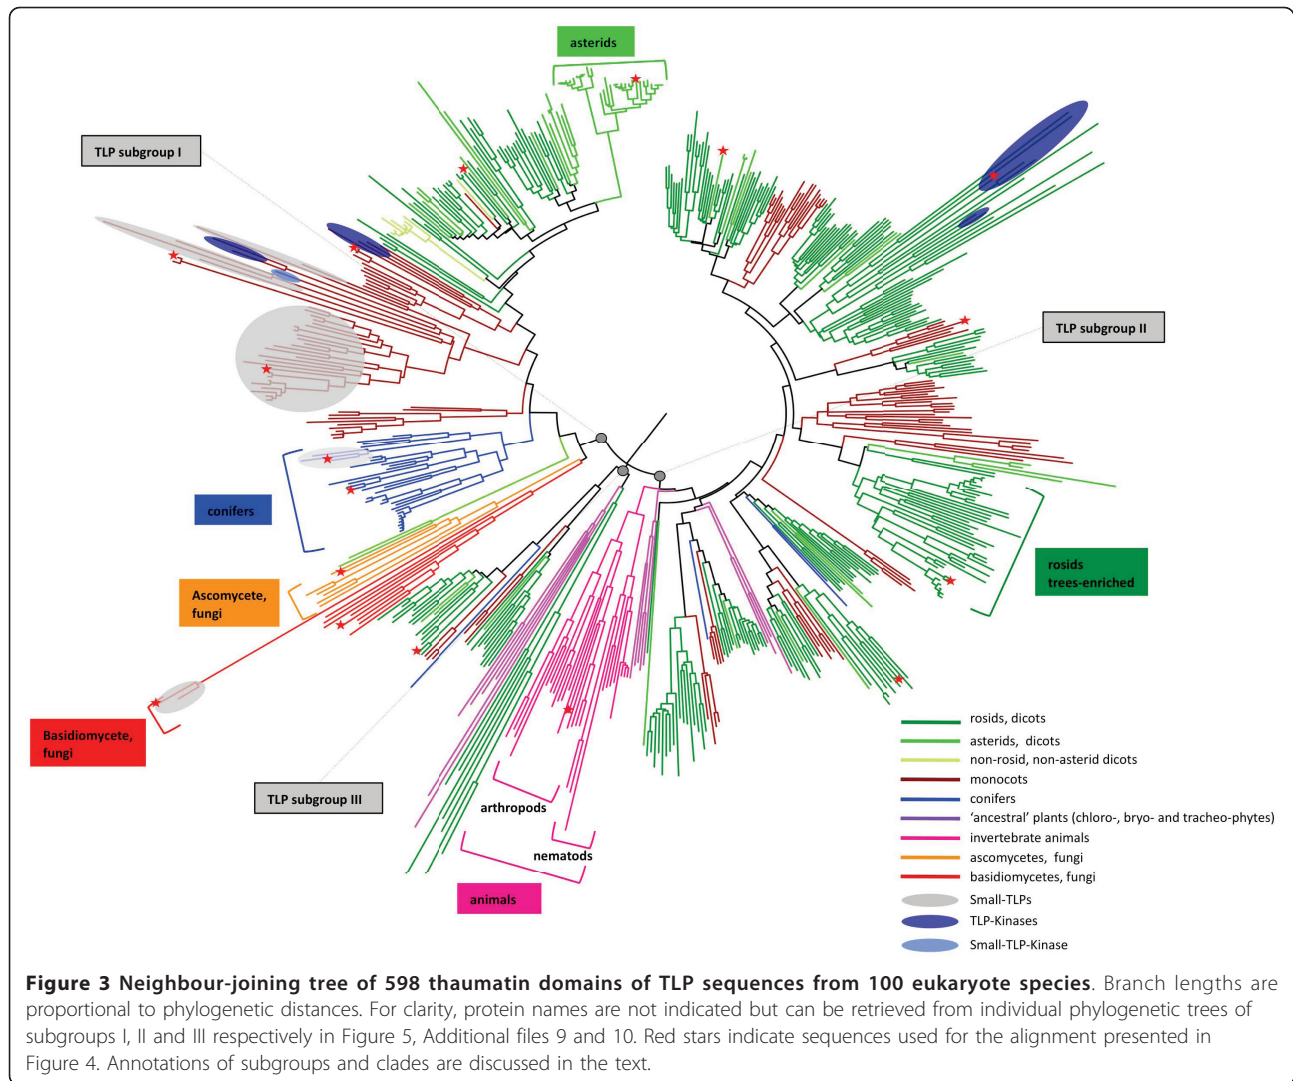 asterids
TLP subgroup I
TLP subgroup II
conifers
rosids
trees-enriched
Ascomycete,
fungi
Basidiomycete,
fungi
TLP subgroup III
arthropods
nematods
animals
rosids, dicots
asterids, dicots
non-rosid, non-asterid dicots
monocots
conifers
'ancestral' plants (chloro-, bryo- and tracheo-phytes)
invertebrate animals
ascomycetes, fungi
basidiomycetes, fungi
Small-TLPs
TLP-Kinases
Small-TLP-Kinase
Figure 3 Neighbour-joining tree of 598 thaumatin domains of TLP sequences from 100 eukaryote species. Branch lengths are
proportional to phylogenetic distances. For clarity, protein names are not indicated but can be retrieved from individual phylogenetic trees of
subgroups I, II and III respectively in Figure 5, Additional files 9 and 10. Red stars indicate sequences used for the alignment presented in
Figure 4. Annotations of subgroups and clades are discussed in the text.